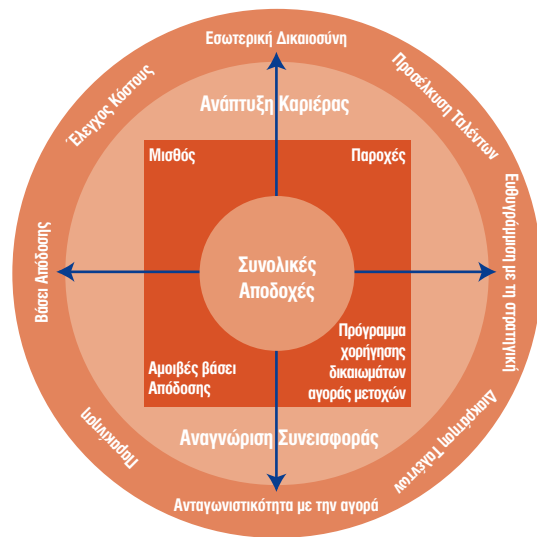 Εσωτερική Δικαιοσύνη
Προσέλκυση Ταλέντων
Ευθυγράμμιση με τη στρατηγική
Διακράτηση Ταλέντων
Ανταγωνιστικότητα με την αγορά
Παρακίνηση
Βάσει Απόδοσης
Έλεγχος Κόστους
Ανάπτυξη Καριέρας
Μισθός
Παροχές
Συνολικές
Αποδοχές
Αμοιβές βάσει
Απόδοσης
Πρόγραμμα
χορήγησης
δικαιωμάτων
αγοράς μετοχών
Αναγνώριση Συνεισφοράς